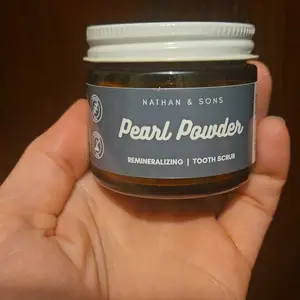 NATHAN & SONS
Pearl Powder
REMINERALIZING | TOOTH SCRUB